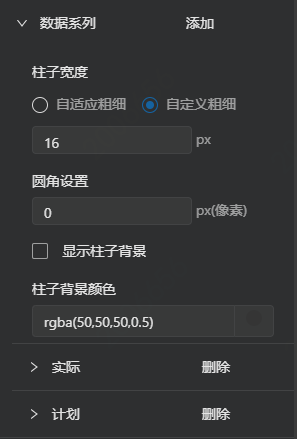 数据系列 添加
柱子宽度
自适应粗细 自定义粗细
16 px
圆角设置
0 px(像素)
显示柱子背景
柱子背景颜色
rgba(50,50,50,0.5)
实际 删除
计划 删除